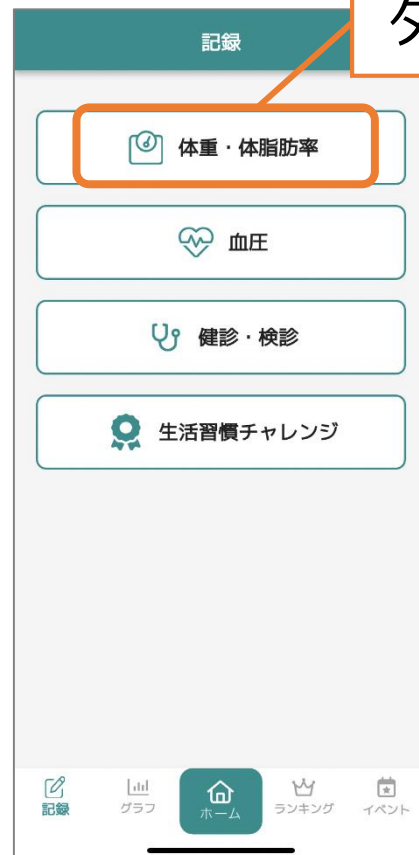 記録
タ
体重・体脂肪率
血圧
健診・検診
生活習慣チャレンジ
記録
グラフ
ホーム
ランキング
イベント